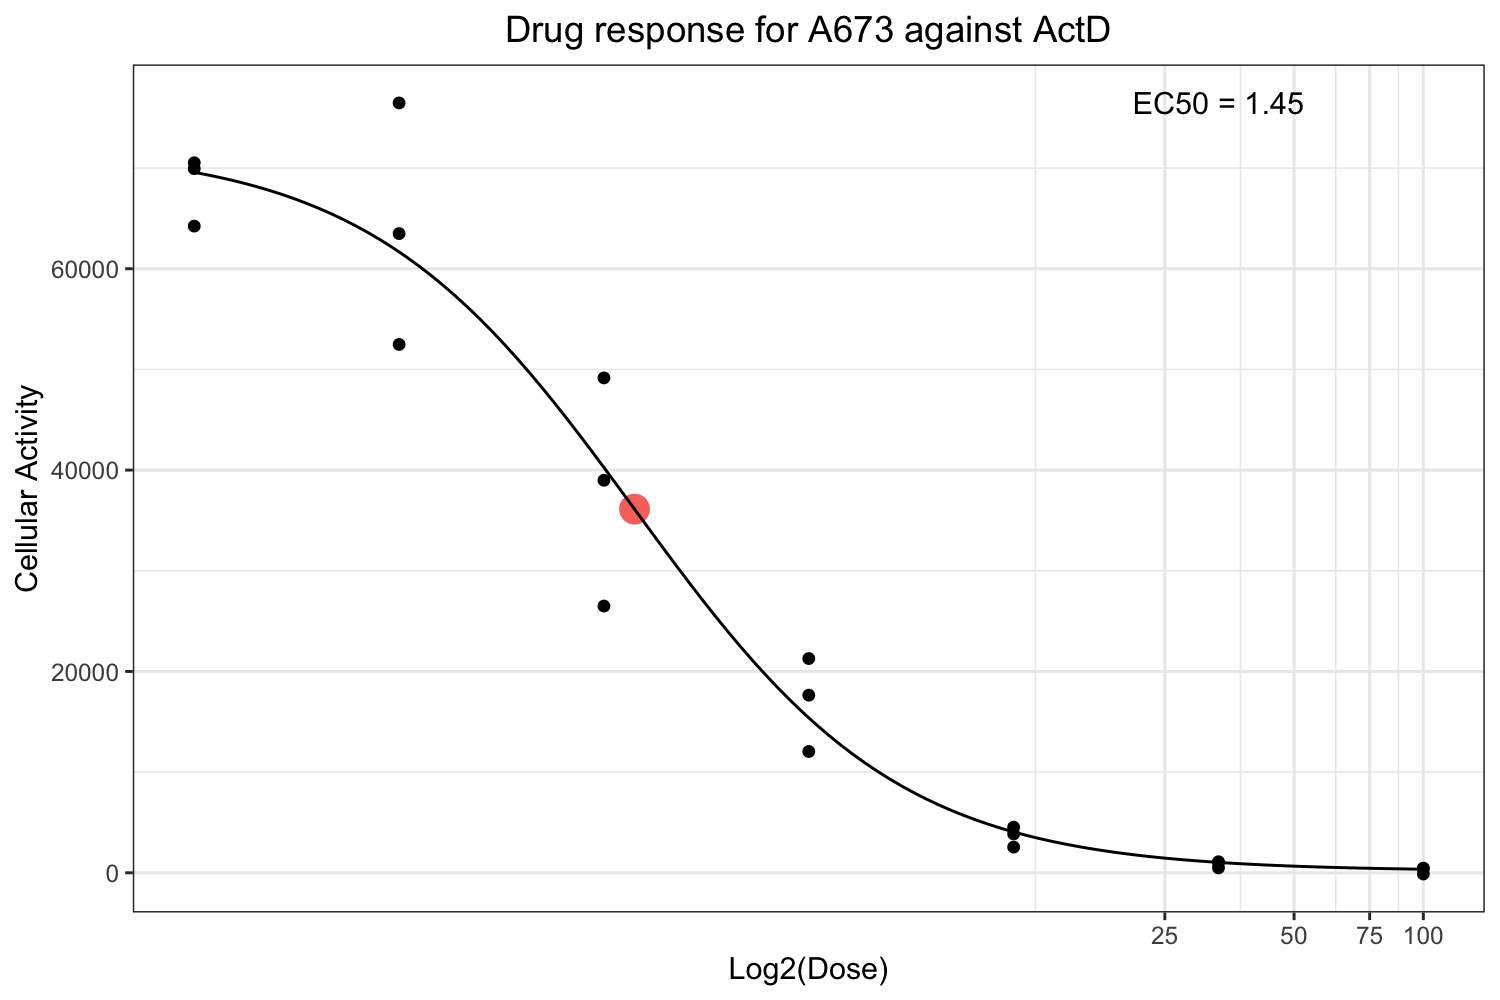 Drug response for A673 against ActD
EC50 = 1.45
Cellular Activity
60000
40000
20000
0
25 50 75 100
Log2(Dose)